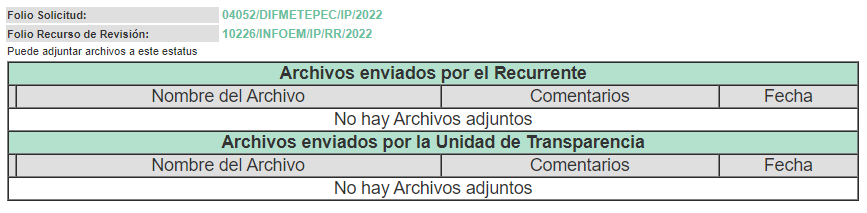 Folio Solicitud: 04052/DIFMETEPEC/IP/2022
Folio Recurso de Revisión: 10226/INFOEM/IP/RR/2022
Puede adjuntar archivos a este estatus
Archivos enviados por el Recurrente
Nombre del Archivo Comentarios Fecha
No hay Archivos adjuntos
Archivos enviados por la Unidad de Transparencia
Nombre del Archivo Comentarios Fecha
No hay Archivos adjuntos